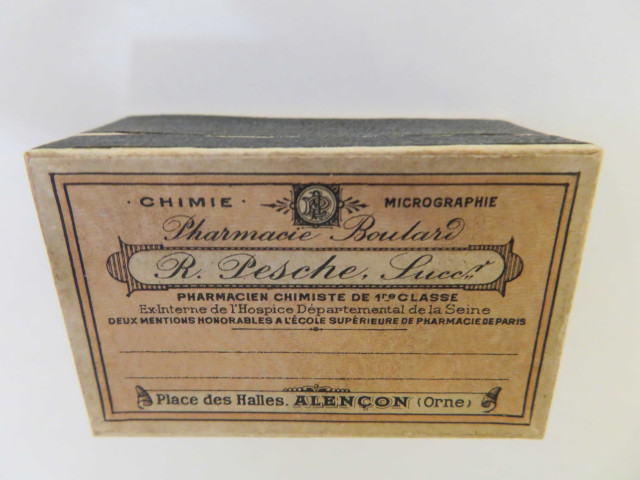 · CHIMIE · MICROGRAPHIE
Pharmacie Boulard
R. Pesche, Succr.
PHARMACIEN CHIMISTE DE 1re CLASSE
Ex-Interne de l'Hospice Départemental de la Seine
DEUX MENTIONS HONORABLES A L'ÉCOLE SUPÉRIEURE DE PHARMACIE DE PARIS
Place des Halles. ALENÇON (Orne)